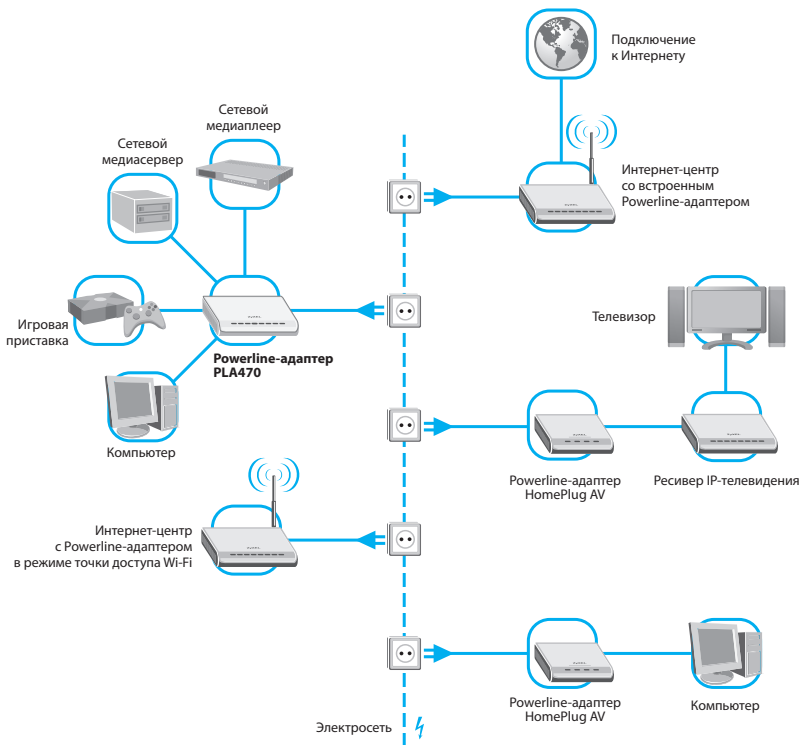 Подключение
к Интернету
Сетевой
медиаплеер
Сетевой
медиасервер
Интернет-центр
со встроенным
Powerline-адаптером
Игровая
приставка
Powerline-адаптер
PLA470
Телевизор
Компьютер
Powerline-адаптер
HomePlug AV
Ресивер IP-телевидения
Интернет-центр
с Powerline-адаптером
в режиме точки доступа Wi-Fi
Powerline-адаптер
HomePlug AV
Компьютер
Электросеть